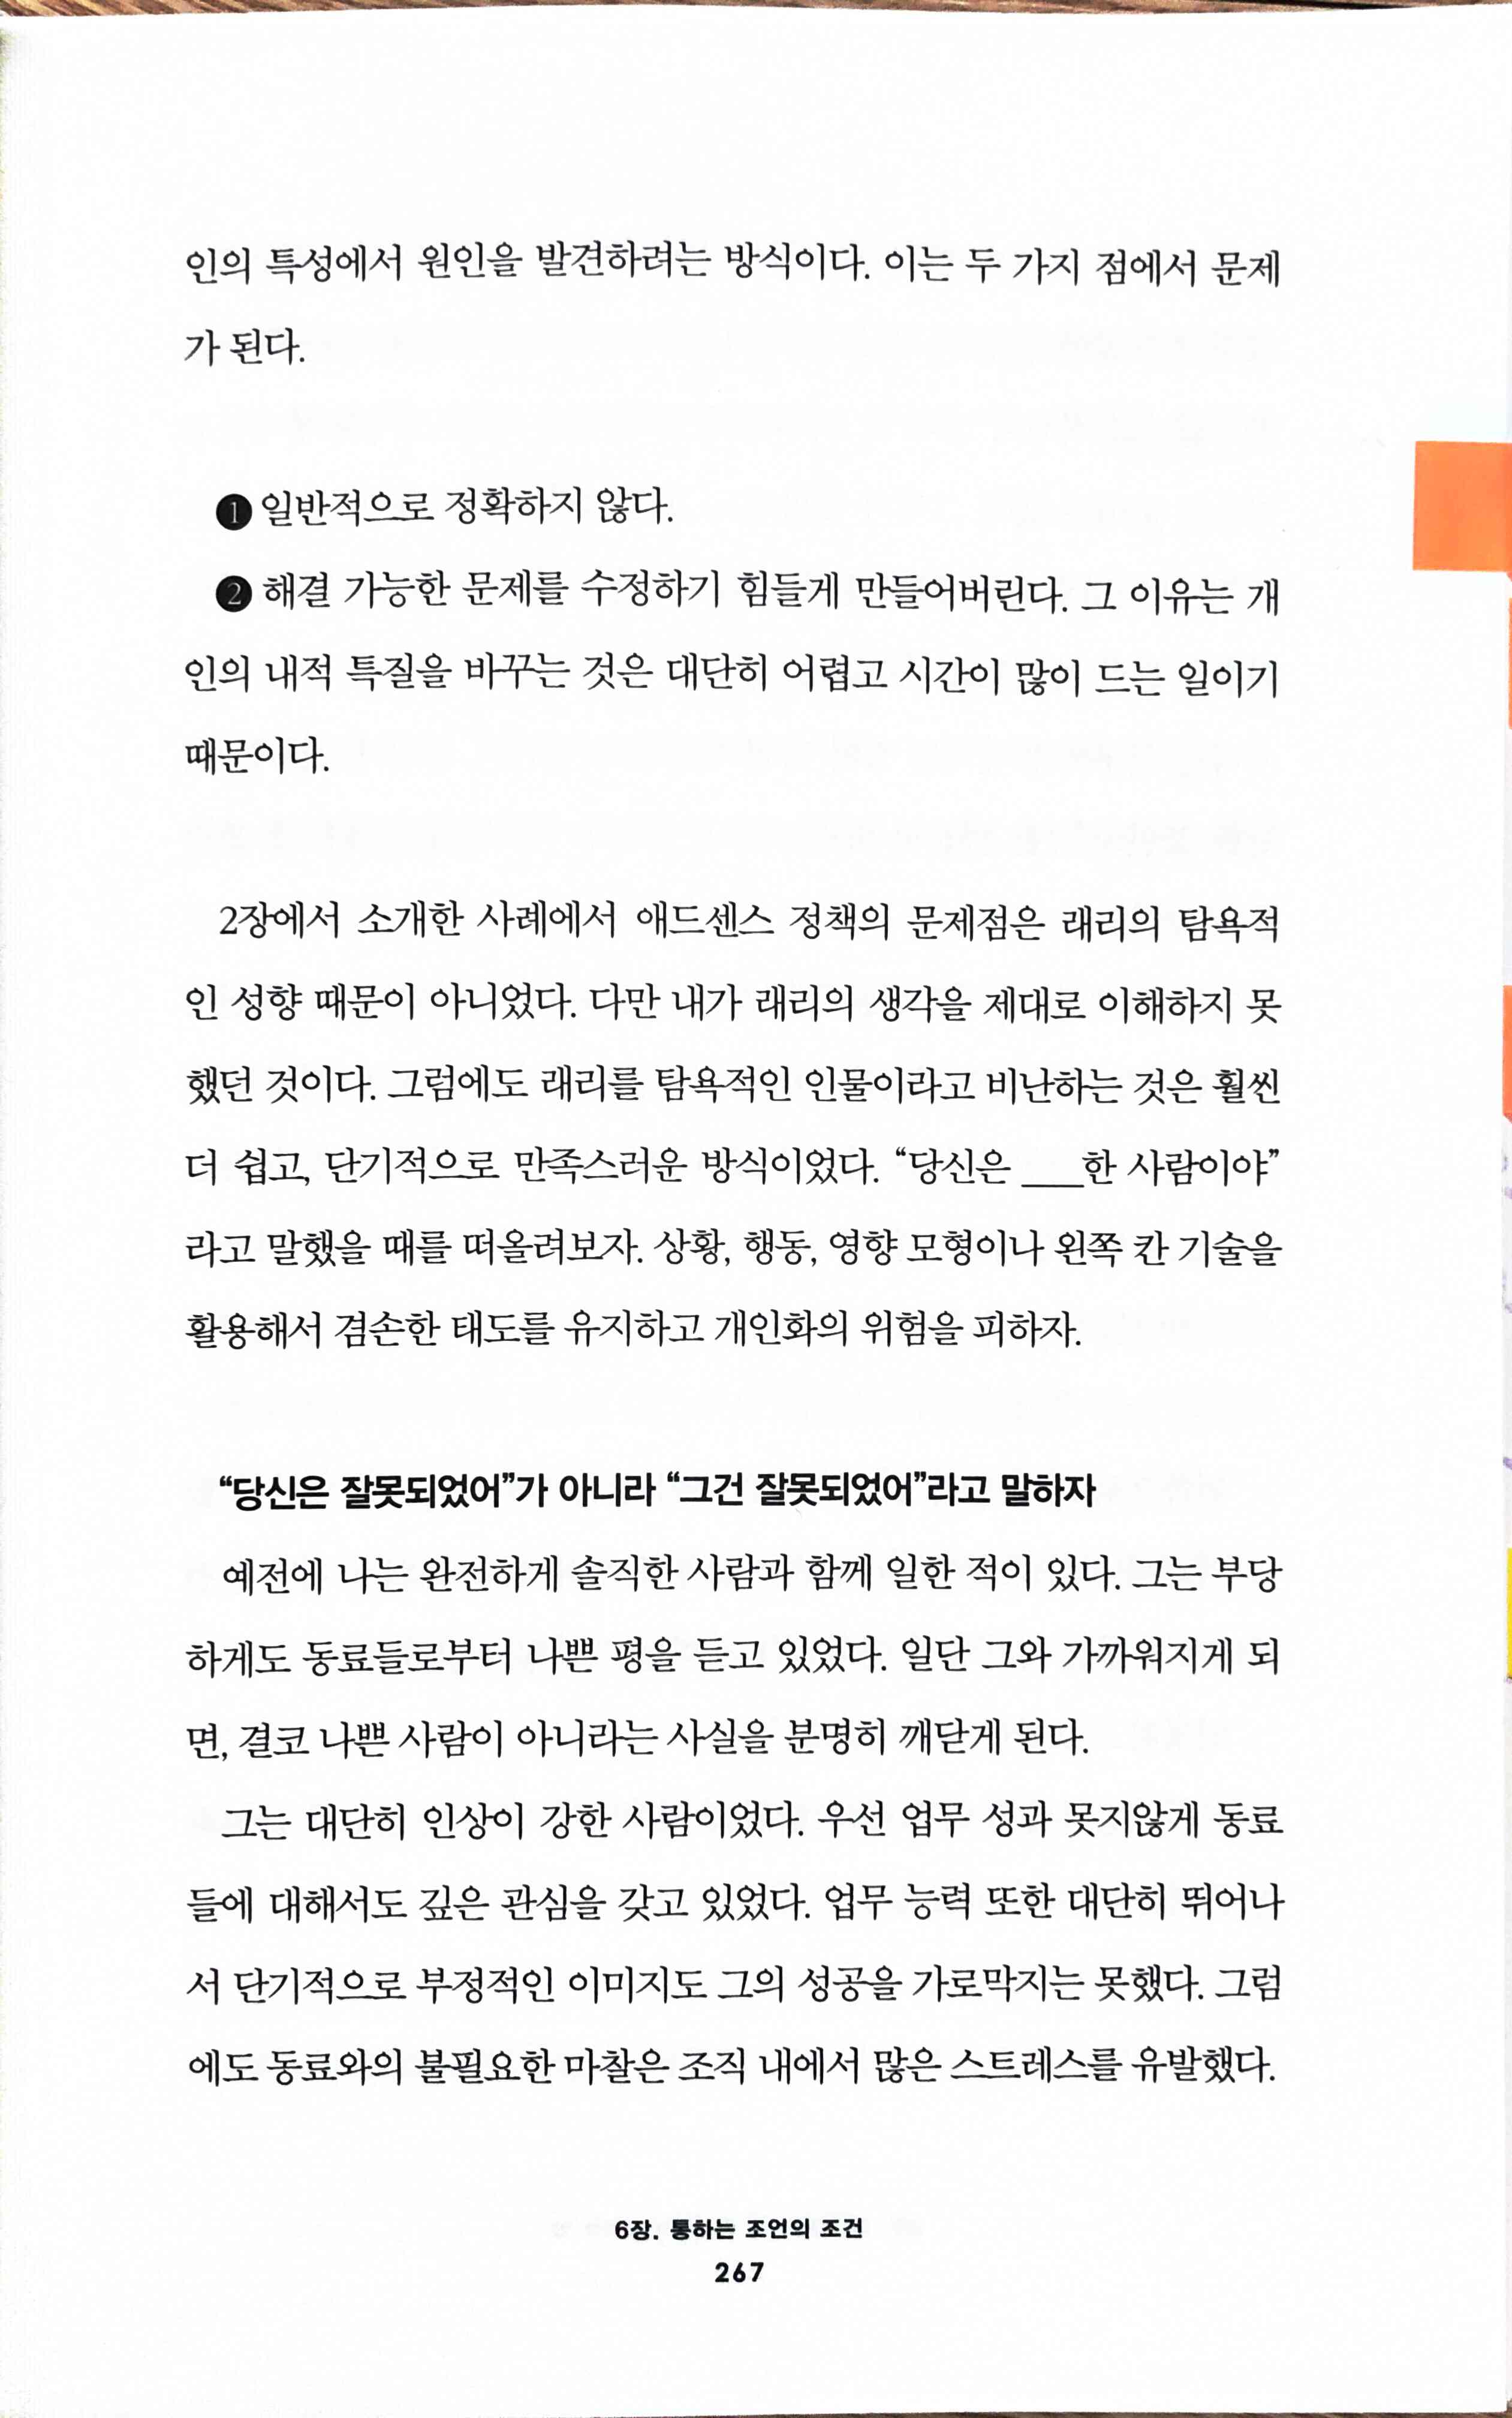 인의 특성에서 원인을 발견하려는 방식이다. 이는 두 가지 점에서 문제
가 된다.
❶ 일반적으로 정확하지 않다.
❷ 해결 가능한 문제를 수정하기 힘들게 만들어버린다. 그 이유는 개
인의 내적 특질을 바꾸는 것은 대단히 어렵고 시간이 많이 드는 일이기
때문이다.
2장에서 소개한 사례에서 애드센스 정책의 문제점은 래리의 탐욕적
인 성향 때문이 아니었다. 다만 내가 래리의 생각을 제대로 이해하지 못
했던 것이다. 그럼에도 래리를 탐욕적인 인물이라고 비난하는 것은 훨씬
더 쉽고, 단기적으로 만족스러운 방식이었다. “당신은 ___한 사람이야”
라고 말했을 때를 떠올려보자. 상황, 행동, 영향 모형이나 왼쪽 칸 기술을
활용해서 겸손한 태도를 유지하고 개인화의 위험을 피하자.
“당신은 잘못되었어”가 아니라 “그건 잘못되었어”라고 말하자
예전에 나는 완전하게 솔직한 사람과 함께 일한 적이 있다. 그는 부당
하게도 동료들로부터 나쁜 평을 듣고 있었다. 일단 그와 가까워지게 되
면, 결코 나쁜 사람이 아니라는 사실을 분명히 깨닫게 된다.
그는 대단히 인상이 강한 사람이었다. 우선 업무 성과 못지않게 동료
들에 대해서도 깊은 관심을 갖고 있었다. 업무 능력 또한 대단히 뛰어나
서 단기적으로 부정적인 이미지도 그의 성공을 가로막지는 못했다. 그럼
에도 동료와의 불필요한 마찰은 조직 내에서 많은 스트레스를 유발했다.
6장. 통하는 조언의 조건
267